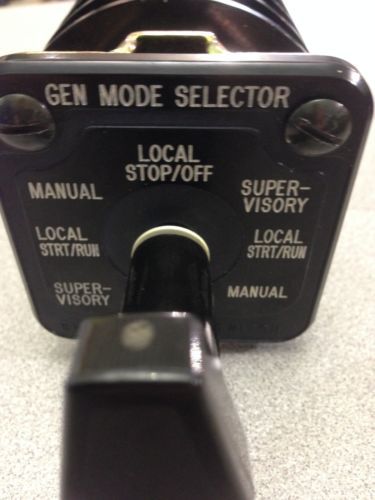 GEN MODE SELECTOR
LOCAL
STOP/OFF
MANUAL
SUPER-
VISORY
LOCAL
STRT/RUN
LOCAL
STRT/RUN
SUPER-
VISORY
MANUAL